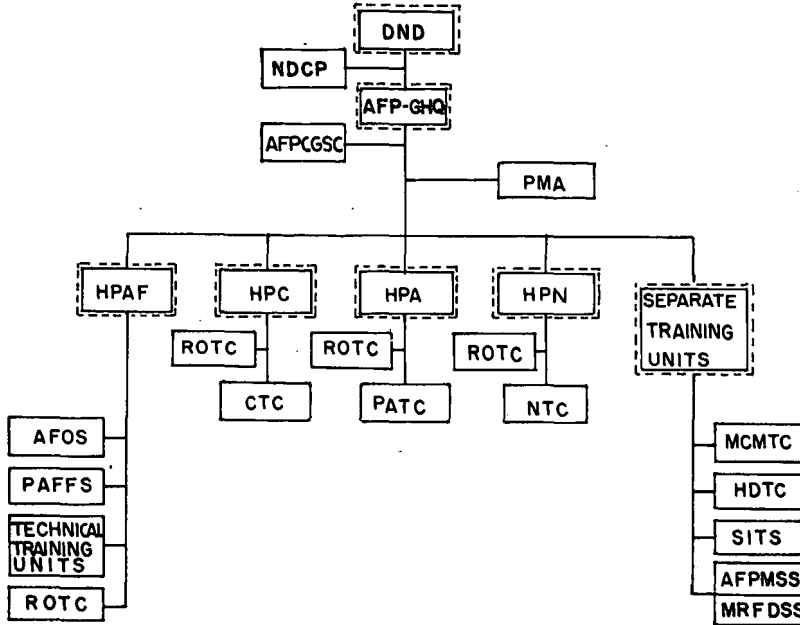 DND
NDCP
AFP-GHQ
AFPCGSC
PMA
HPAF
HPC
HPA
HPN
SEPARATE
TRAINING
UNITS
ROTC
ROTC
ROTC
CTC
PATC
NTC
AFOS
PAFFS
TECHNICAL
TRAINING
UNITS
ROTC
MCMTC
HDTC
SITS
AFPMSS
MRFDSS